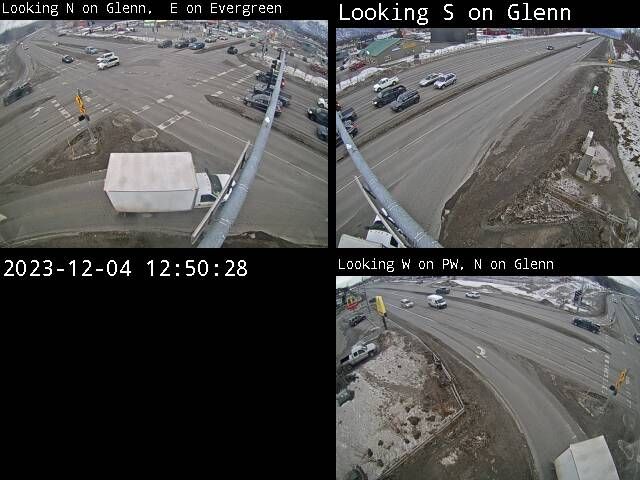 Looking N on Glenn,  E on Evergreen
Looking S on Glenn
2023-12-04 12:50:28
Looking W on PW, N on Glenn